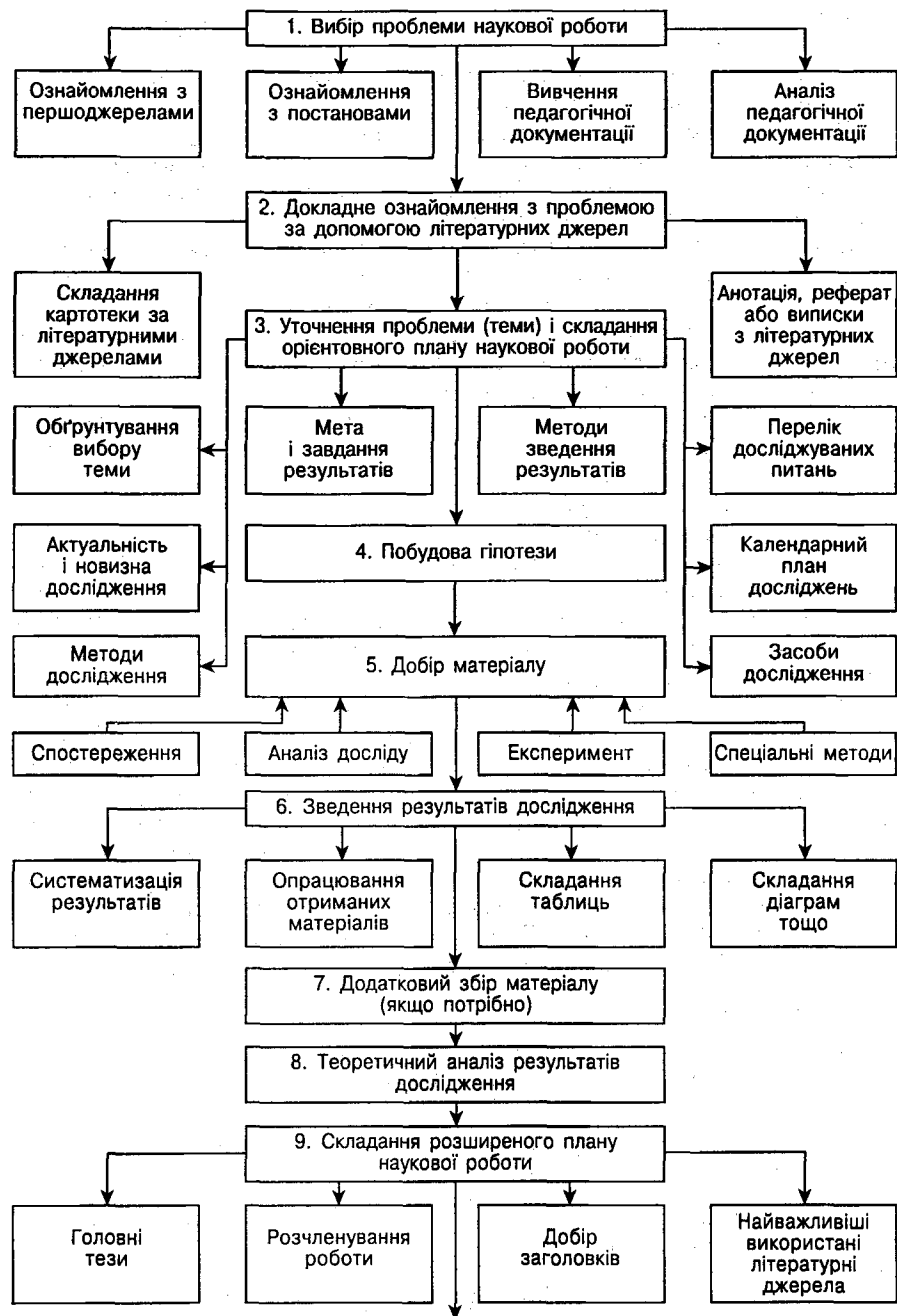 1. Вибір проблеми наукової роботи
Ознайомлення з
першоджерелами
Ознайомлення
з постановами
Вивчення
педагогічної
документації
Аналіз
педагогічної
документації
2. Докладне ознайомлення з проблемою
за допомогою літературних джерел
Складання
картотеки за
літературними
джерелами
Анотація, реферат
або виписки
з літературних
джерел
3. Уточнення проблеми (теми) і складання
орієнтовного плану наукової роботи
Обґрунтування
вибору
теми
Мета
і завдання
результатів
Методи
зведення
результатів
Перелік
досліджуваних
питань
Актуальність
і новизна
дослідження
4. Побудова гіпотези
Календарний
план
досліджень
Методи
дослідження
5. Добір матеріалу
Засоби
дослідження
Спостереження
Аналіз досліду
Експеримент
Спеціальні методи
6. Зведення результатів дослідження
Систематизація
результатів
Опрацювання
отриманих
матеріалів
Складання
таблиць
Складання
діаграм
тощо
7. Додатковий збір матеріалу
(якщо потрібно)
8. Теоретичний аналіз результатів
дослідження
9. Складання розширеного плану
наукової роботи
Головні
тези
Розчленування
роботи
Добір
заголовків
Найважливіші
використані
літературні
джерела